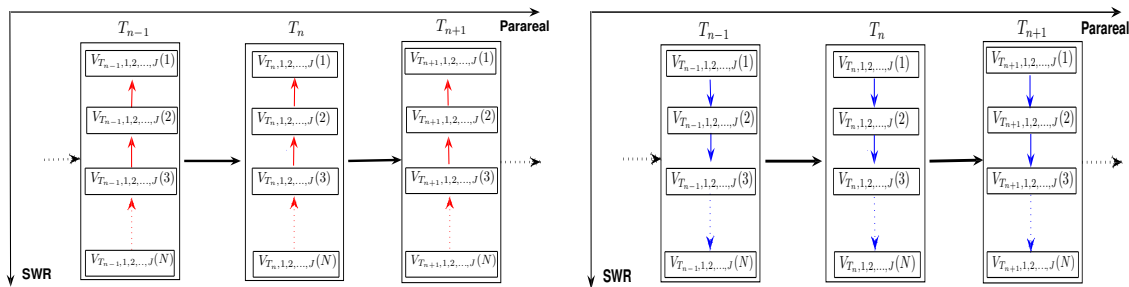 Parareal
T_{n-1} T_n T_{n+1}
V_{T_{n-1},1,2,...,J}(1) V_{T_n,1,2,...,J}(1) V_{T_{n+1},1,2,...,J}(1)
V_{T_{n-1},1,2,...,J}(2) V_{T_n,1,2,...,J}(2) V_{T_{n+1},1,2,...,J}(2)
V_{T_{n-1},1,2,...,J}(3) V_{T_n,1,2,...,J}(3) V_{T_{n+1},1,2,...,J}(3)
V_{T_{n-1},1,2,...,J}(N) V_{T_n,1,2,...,J}(N) V_{T_{n+1},1,2,...,J}(N)
SWR
Parareal
T_{n-1} T_n T_{n+1}
V_{T_{n-1},1,2,...,J}(1) V_{T_n,1,2,...,J}(1) V_{T_{n+1},1,2,...,J}(1)
V_{T_{n-1},1,2,...,J}(2) V_{T_n,1,2,...,J}(2) V_{T_{n+1},1,2,...,J}(2)
V_{T_{n-1},1,2,...,J}(3) V_{T_n,1,2,...,J}(3) V_{T_{n+1},1,2,...,J}(3)
V_{T_{n-1},1,2,...,J}(N) V_{T_n,1,2,...,J}(N) V_{T_{n+1},1,2,...,J}(N)
SWR